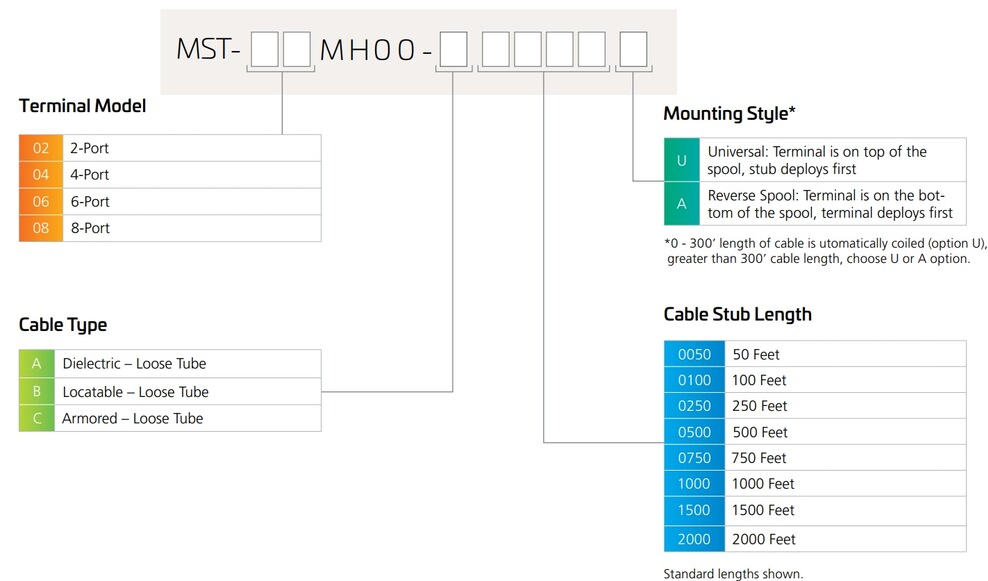 MST- MH00 -
Terminal Model
02 2-Port
04 4-Port
06 6-Port
08 8-Port
Cable Type
A Dielectric – Loose Tube
B Locatable – Loose Tube
C Armored – Loose Tube
Mounting Style*
U Universal: Terminal is on top of the
spool, stub deploys first
A Reverse Spool: Terminal is on the bot-
tom of the spool, terminal deploys first
*0 - 300’ length of cable is utomatically coiled (option U),
greater than 300’ cable length, choose U or A option.
Cable Stub Length
0050 50 Feet
0100 100 Feet
0250 250 Feet
0500 500 Feet
0750 750 Feet
1000 1000 Feet
1500 1500 Feet
2000 2000 Feet
Standard lengths shown.